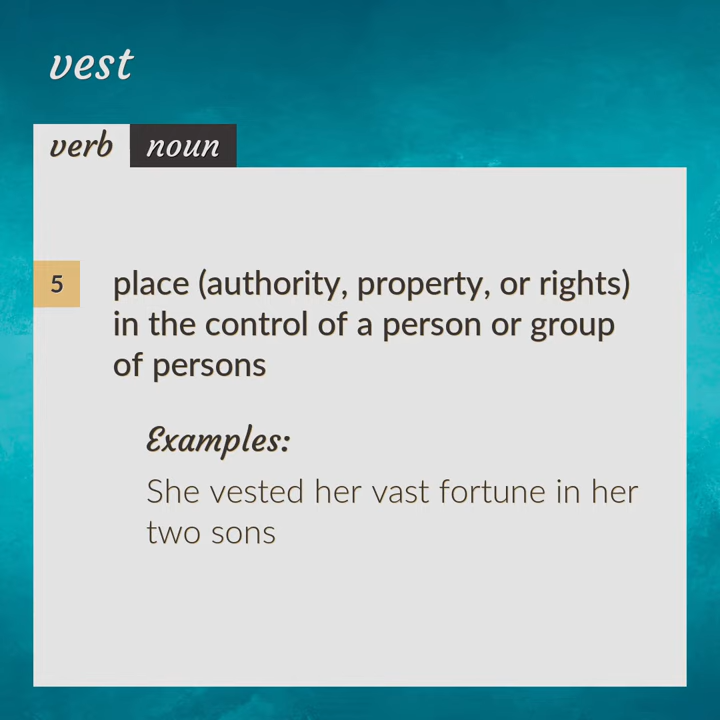 vest
verb noun
5 place (authority, property, or rights)
in the control of a person or group
of persons
Examples:
She vested her vast fortune in her
two sons